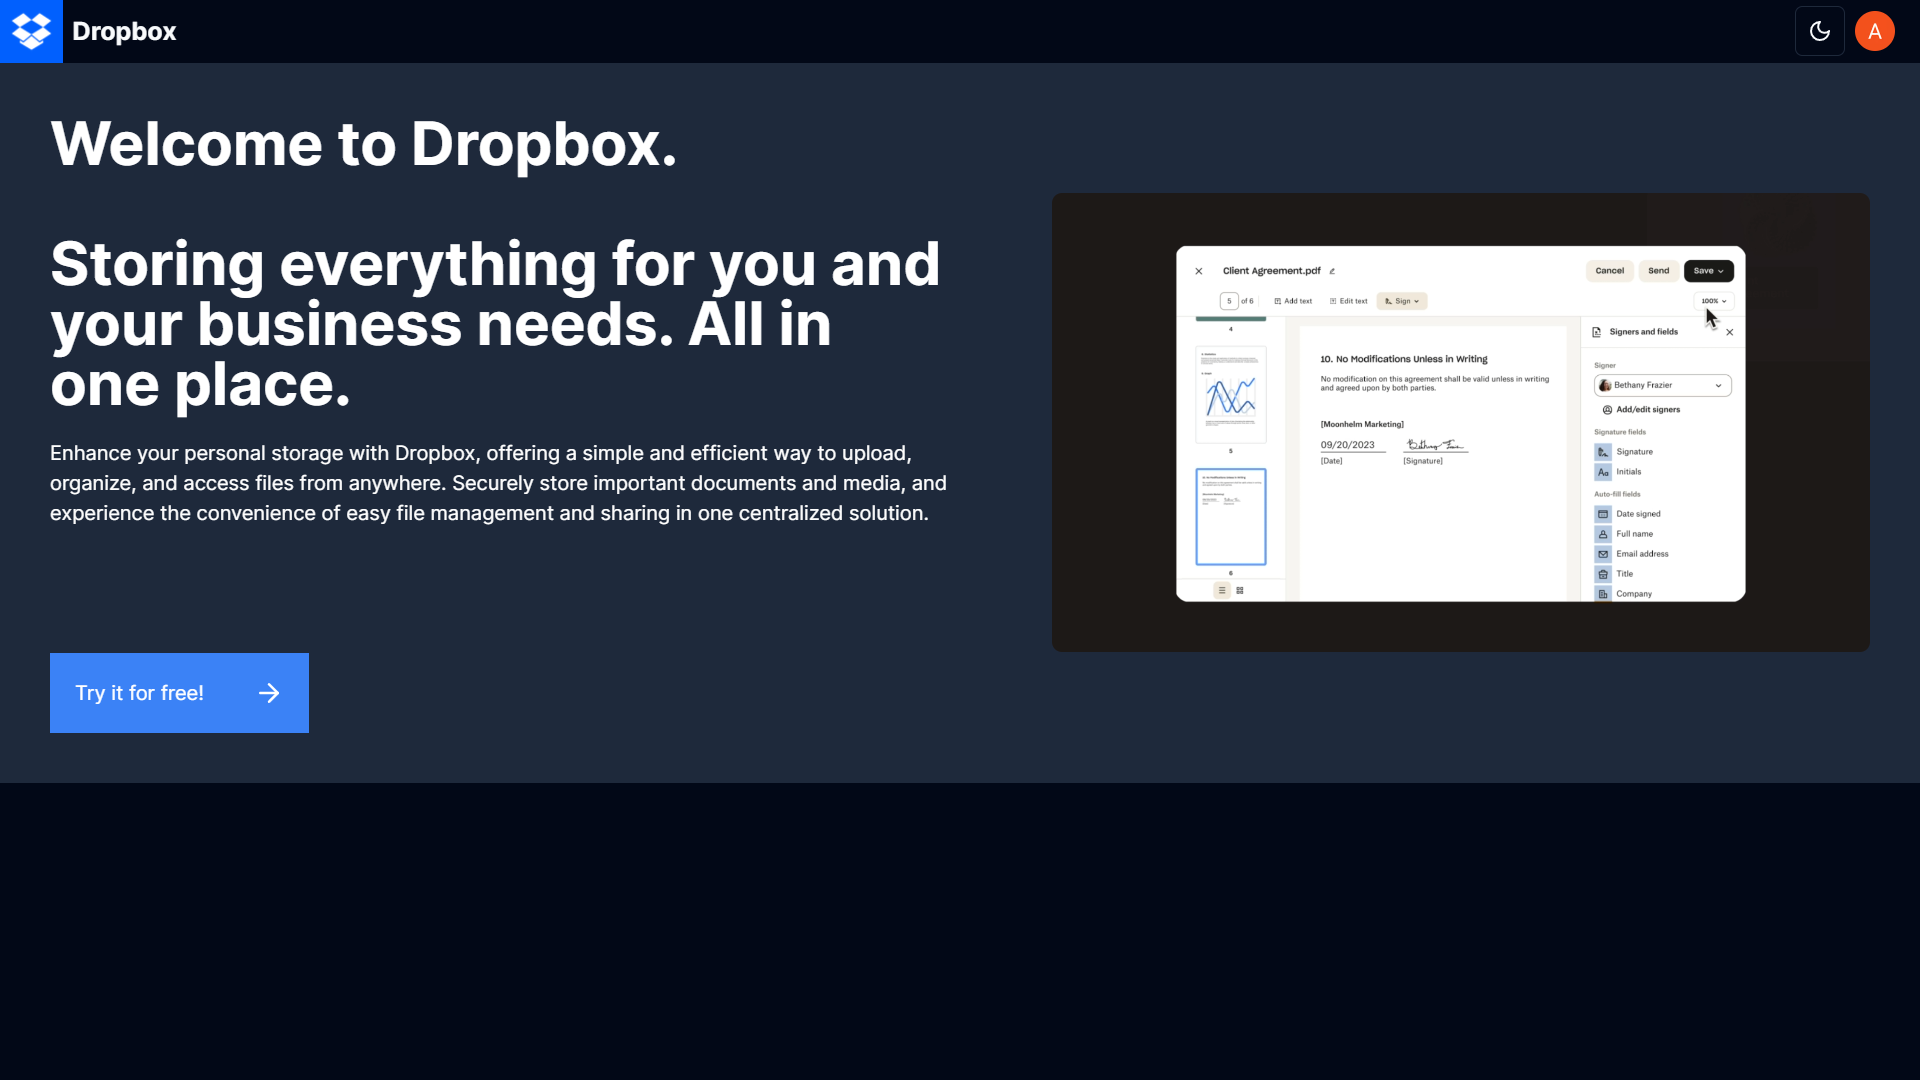 Dropbox
A
Welcome to Dropbox.
Storing everything for you and
your business needs. All in
one place.
Enhance your personal storage with Dropbox, offering a simple and efficient way to upload,
organize, and access files from anywhere. Securely store important documents and media, and
experience the convenience of easy file management and sharing in one centralized solution.
Try it for free!
Client Agreement.pdf
Cancel
Send
Save
5 of 6
Add text
Edit text
Sign
100%
4
5
6
10. No Modifications Unless in Writing
No modification on this agreement shall be valid unless in writing
and agreed upon by both parties.
[Moonhelm Marketing]
09/20/2023
[Date]
[Signature]
Signers and fields
Signer
Bethany Frazier
Add/edit signers
Signature fields
Signature
Aa Initials
Auto-fill fields
Date signed
Full name
Email address
Title
Company